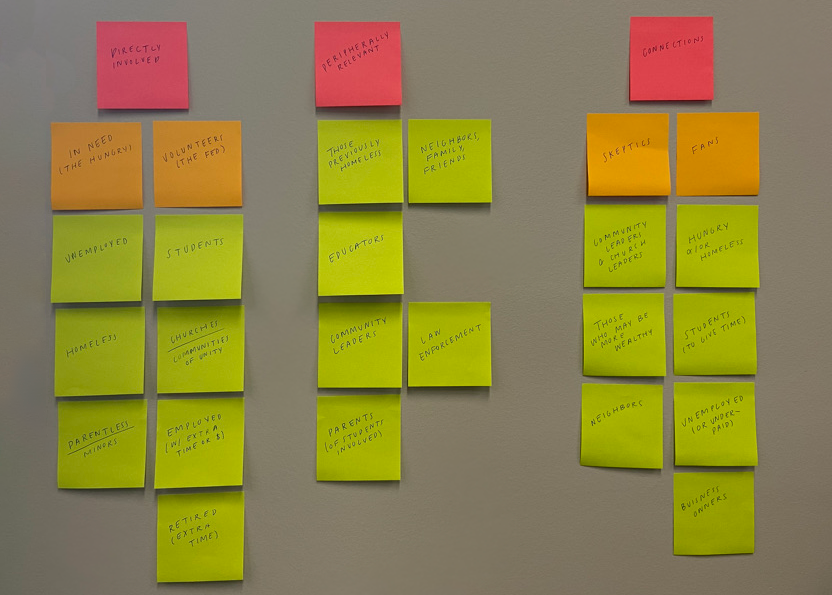 DIRECTLY
INVOLVED
IN NEED
(THE HUNGRY)
VOLUNTEERS
(THE FED)
UNEMPLOYED
STUDENTS
HOMELESS
CHURCHES
COMMUNITIES
OF UNITY
PARENTLESS
MINORS
EMPLOYED
(W/ EXTRA
TIME OR $)
RETIRED
(EXTRA
TIME)
PERIPHERALLY
RELEVANT
THOSE
PREVIOUSLY
HOMELESS
NEIGHBORS,
FAMILY,
FRIENDS
EDUCATORS
COMMUNITY
LEADERS
LAW
ENFORCEMENT
PARENTS
(OF STUDENTS
INVOLVED)
CONNECTIONS
SKEPTICS
FANS
COMMUNITY
LEADERS
& CHURCH
LEADERS
HUNGRY
&/OR
HOMELESS
THOSE
WHO MAY BE
MORE
WEALTHY
STUDENTS
(TO GIVE TIME)
NEIGHBORS
UNEMPLOYED
(OR UNDER-
PAID)
BUISNESS
OWNERS